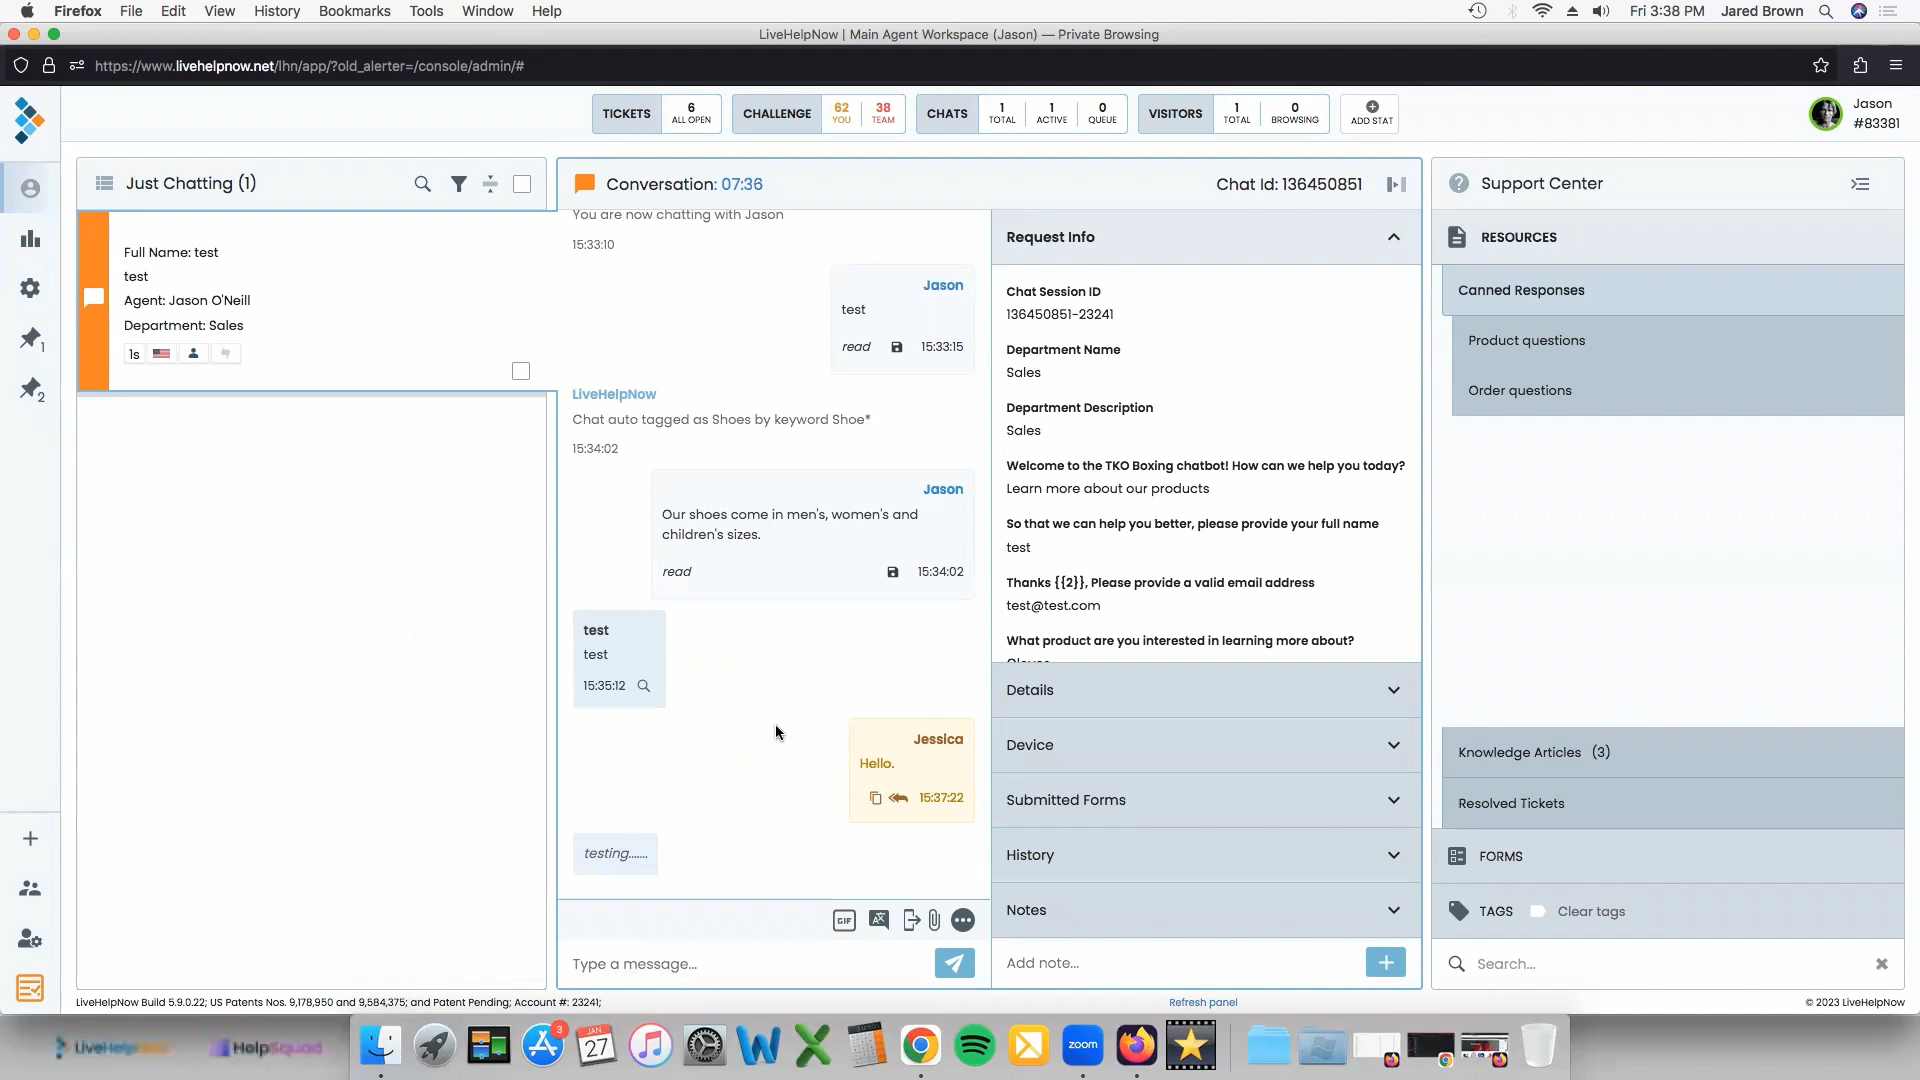 Firefox File Edit View History Bookmarks Tools Window Help Fri 3:38 PM Jared Brown
LiveHelpNow | Main Agent Workspace (Jason) — Private Browsing
https://www.livehelpnow.net/lhn/app/?old_alerter=/console/admin/#
TICKETS 6 ALL OPEN
CHALLENGE 62 YOU 38 TEAM
CHATS 1 TOTAL 1 ACTIVE 0 QUEUE
VISITORS 1 TOTAL 0 BROWSING
ADD STAT
Jason
#83381
1
2
Just Chatting (1)
Full Name: test
test
Agent: Jason O'Neill
Department: Sales
1s
Conversation: 07:36
Chat Id: 136450851
You are now chatting with Jason
15:33:10
Jason
test
read 15:33:15
LiveHelpNow
Chat auto tagged as Shoes by keyword Shoe*
15:34:02
Jason
Our shoes come in men's, women's and
children's sizes.
read 15:34:02
test
test
15:35:12
Jessica
Hello.
15:37:22
testing.......
GIF
Type a message...
Request Info
Chat Session ID
136450851-23241
Department Name
Sales
Department Description
Sales
Welcome to the TKO Boxing chatbot! How can we help you today?
Learn more about our products
So that we can help you better, please provide your full name
test
Thanks {{2}}, Please provide a valid email address
test@test.com
What product are you interested in learning more about?
Details
Device
Submitted Forms
History
Notes
Add note...
Support Center
RESOURCES
Canned Responses
Product questions
Order questions
Knowledge Articles (3)
Resolved Tickets
FORMS
TAGS Clear tags
Search...
LiveHelpNow Build 5.9.0.22; US Patents Nos. 9,178,950 and 9,584,375; and Patent Pending; Account #: 23241;
Refresh panel
© 2023 LiveHelpNow
HelpSquad
3
JAN
27
zoom